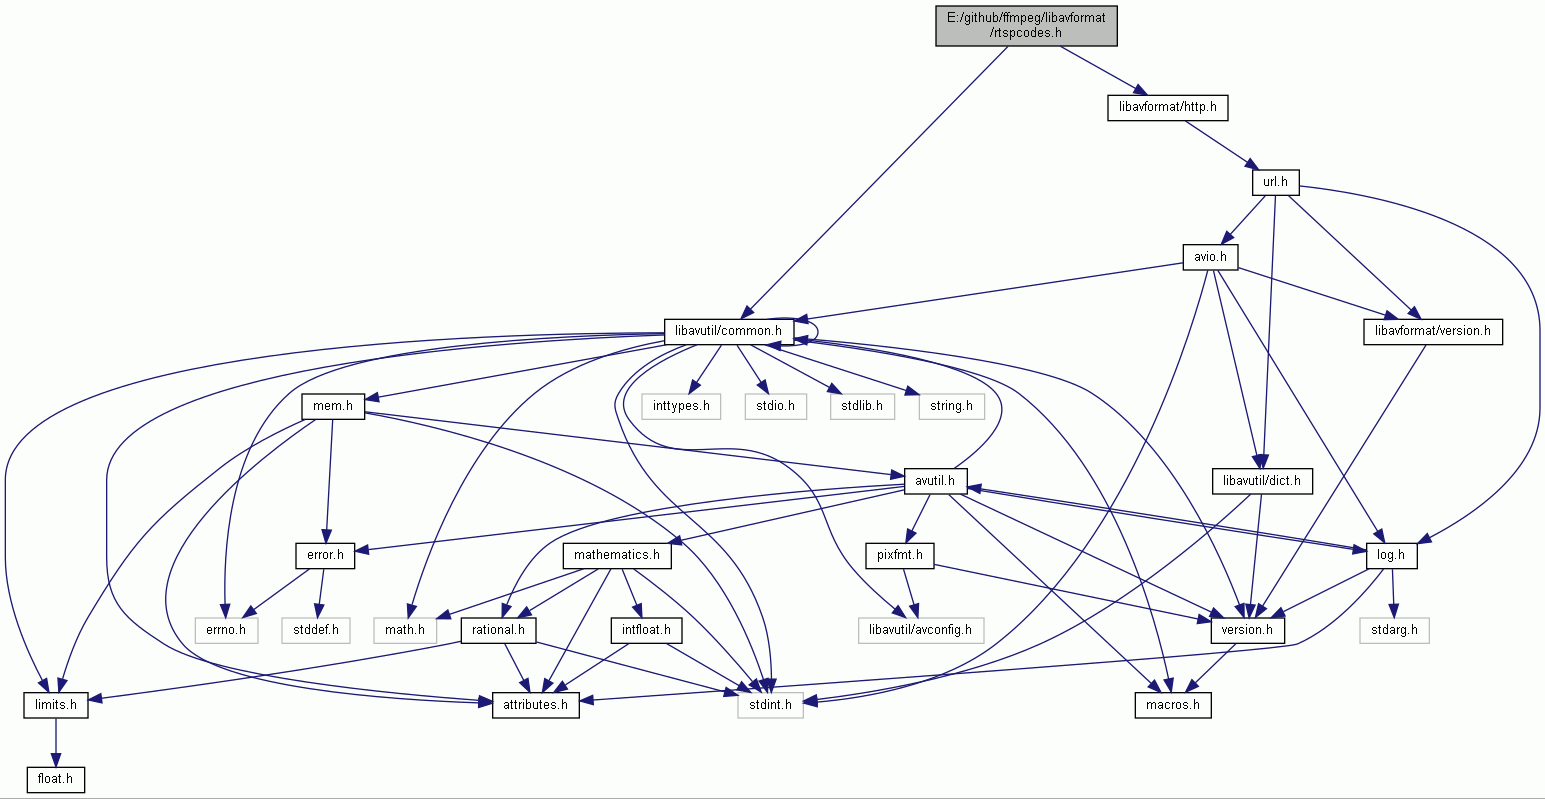 E:/github/ffmpeg/libavformat
/rtspcodes.h
libavformat/http.h
url.h
avio.h
libavutil/common.h
libavformat/version.h
mem.h
inttypes.h
stdio.h
stdlib.h
string.h
avutil.h
libavutil/dict.h
error.h
mathematics.h
pixfmt.h
log.h
errno.h
stddef.h
math.h
rational.h
intfloat.h
libavutil/avconfig.h
version.h
stdarg.h
limits.h
attributes.h
stdint.h
macros.h
float.h